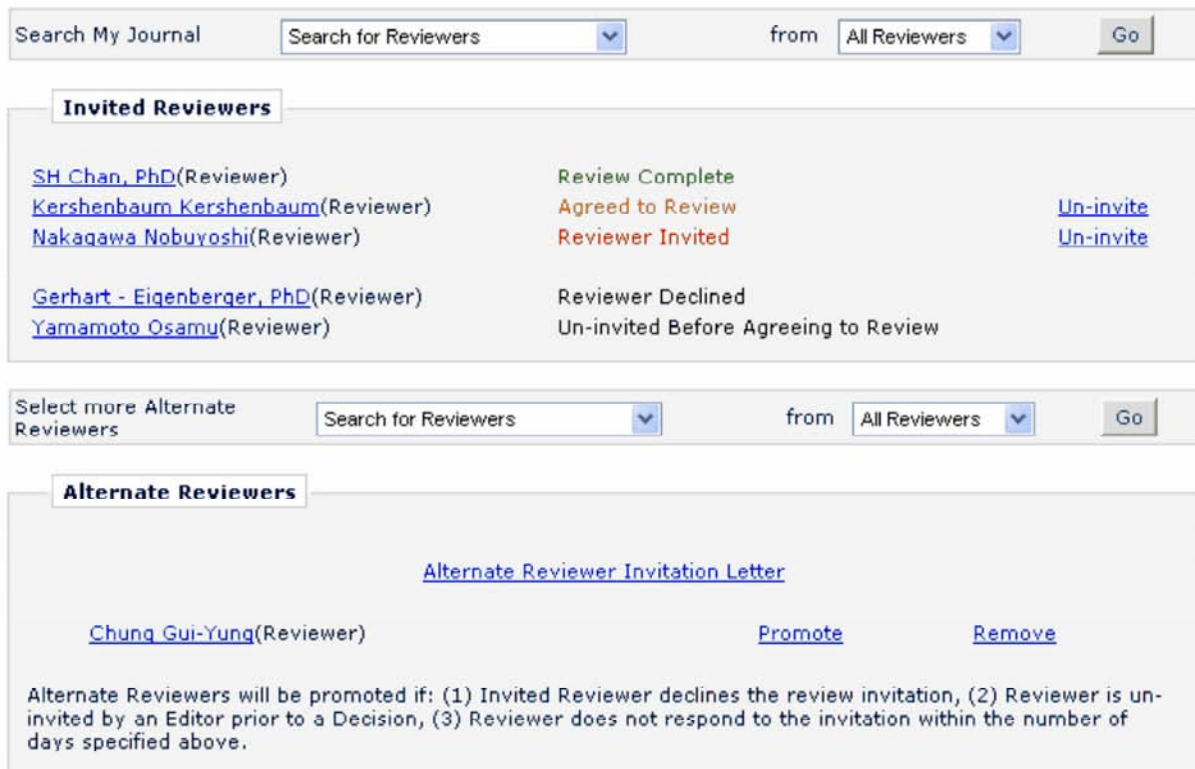 Search My Journal Search for Reviewers from All Reviewers Go
Invited Reviewers
SH Chan, PhD(Reviewer) Review Complete
Kershenbaum Kershenbaum(Reviewer) Agreed to Review Un-invite
Nakagawa Nobuyoshi(Reviewer) Reviewer Invited Un-invite
Gerhart - Eigenberger, PhD(Reviewer) Reviewer Declined
Yamamoto Osamu(Reviewer) Un-invited Before Agreeing to Review
Select more Alternate
Reviewers Search for Reviewers from All Reviewers Go
Alternate Reviewers
Alternate Reviewer Invitation Letter
Chung Gui-Yung(Reviewer) Promote Remove
Alternate Reviewers will be promoted if: (1) Invited Reviewer declines the review invitation, (2) Reviewer is un-
invited by an Editor prior to a Decision, (3) Reviewer does not respond to the invitation within the number of
days specified above.